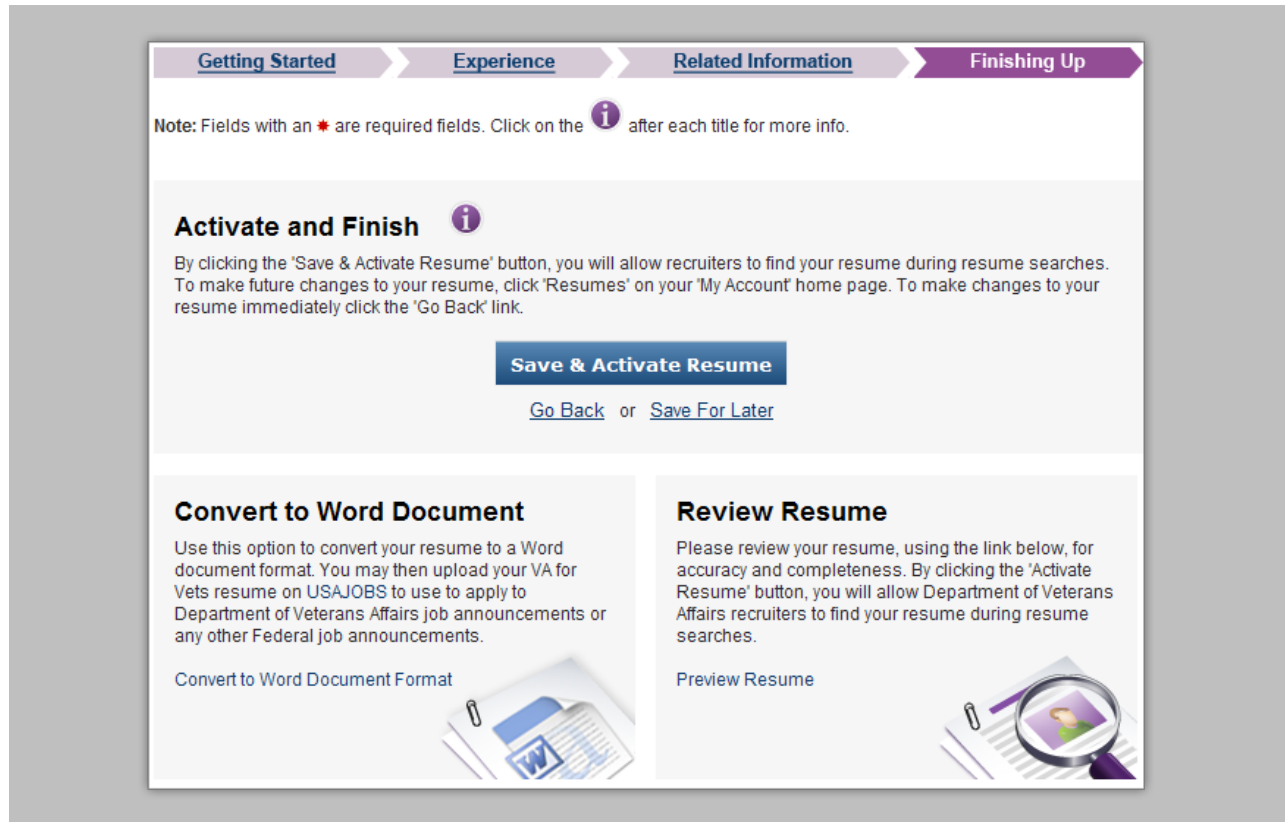 Getting Started Experience Related Information Finishing Up
Note: Fields with an * are required fields. Click on the i after each title for more info.
Activate and Finish i
By clicking the 'Save & Activate Resume' button, you will allow recruiters to find your resume during resume searches.
To make future changes to your resume, click 'Resumes' on your 'My Account' home page. To make changes to your
resume immediately click the 'Go Back' link.
Save & Activate Resume
Go Back or Save For Later
Convert to Word Document
Use this option to convert your resume to a Word
document format. You may then upload your VA for
Vets resume on USAJOBS to use to apply to
Department of Veterans Affairs job announcements or
any other Federal job announcements.
Convert to Word Document Format
W
Review Resume
Please review your resume, using the link below, for
accuracy and completeness. By clicking the 'Activate
Resume' button, you will allow Department of Veterans
Affairs recruiters to find your resume during resume
searches.
Preview Resume